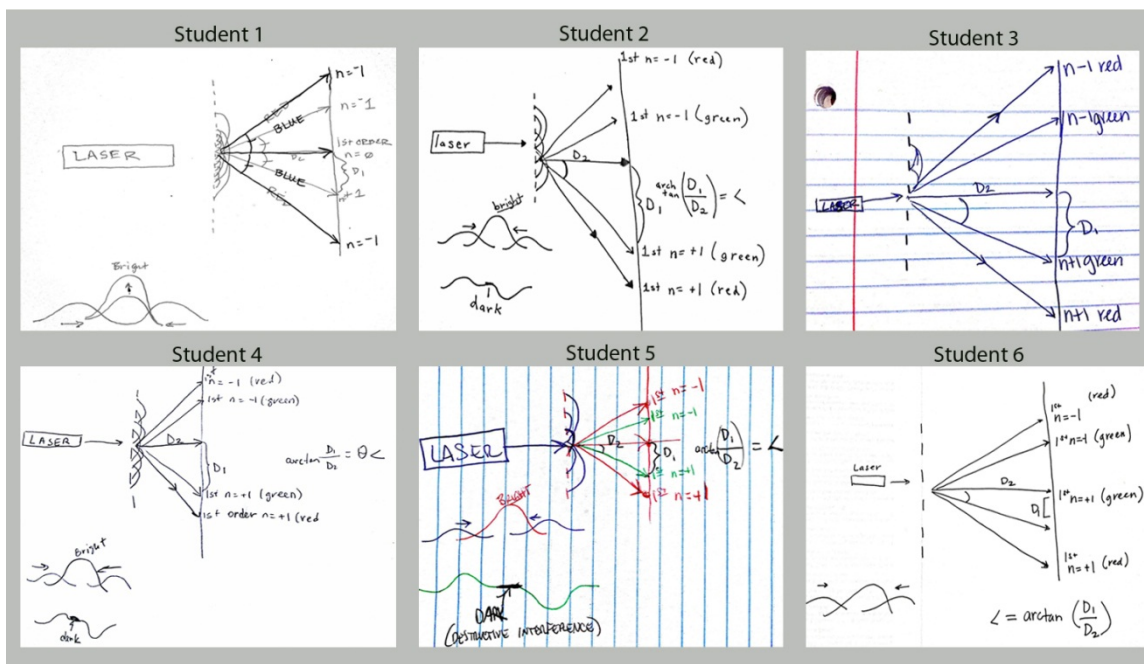 Student 1
n=-1
n=-1
RED
BLUE
LASER
1st ORDER
n=ø
D₂
D₁
BLUE
RED
n=+1
n=-1
Bright
Student 2
1st n=-1 (red)
1st n=-1 (green)
laser
D₂
arch
tan (D₁/D₂) = <
D₁
bright
1st n=+1 (green)
1st n=+1 (red)
dark
Student 3
n-1 red
n-1 green
D2
LASER
D₁
n+1 green
n+1 red
Student 4
1st
n=-1 (red)
1st n=-1 (green)
LASER
D₂
D₁
arctan D₁/D₂ = θ<
1st n=+1 (green)
1st order n=+1 (red
Bright
dark
Student 5
1st n=-1
1st n=-1
LASER
D₂
D₁
arctan(D₁/D₂) = <
1st n=+1
1st n=+1
BRIGHT
DARK
(DESTRUCTIVE INTERFERENCE)
Student 6
(red)
1st
n=-1
1st n=-1 (green)
Laser
D₂
1st n=+1 (green)
D₁
1st
n=+1 (red)
< = arctan (D₁/D₂)